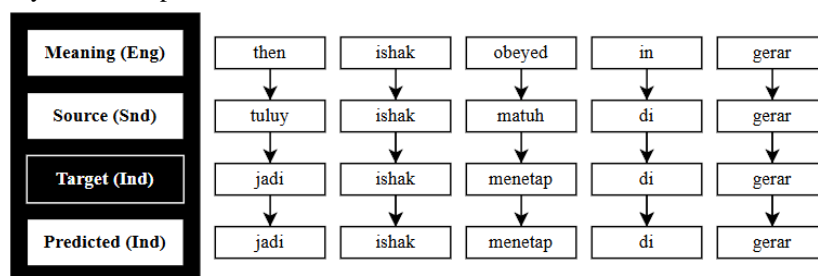 Meaning (Eng) then ishak obeyed in gerar
Source (Snd) tuluy ishak matuh di gerar
Target (Ind) jadi ishak menetap di gerar
Predicted (Ind) jadi ishak menetap di gerar